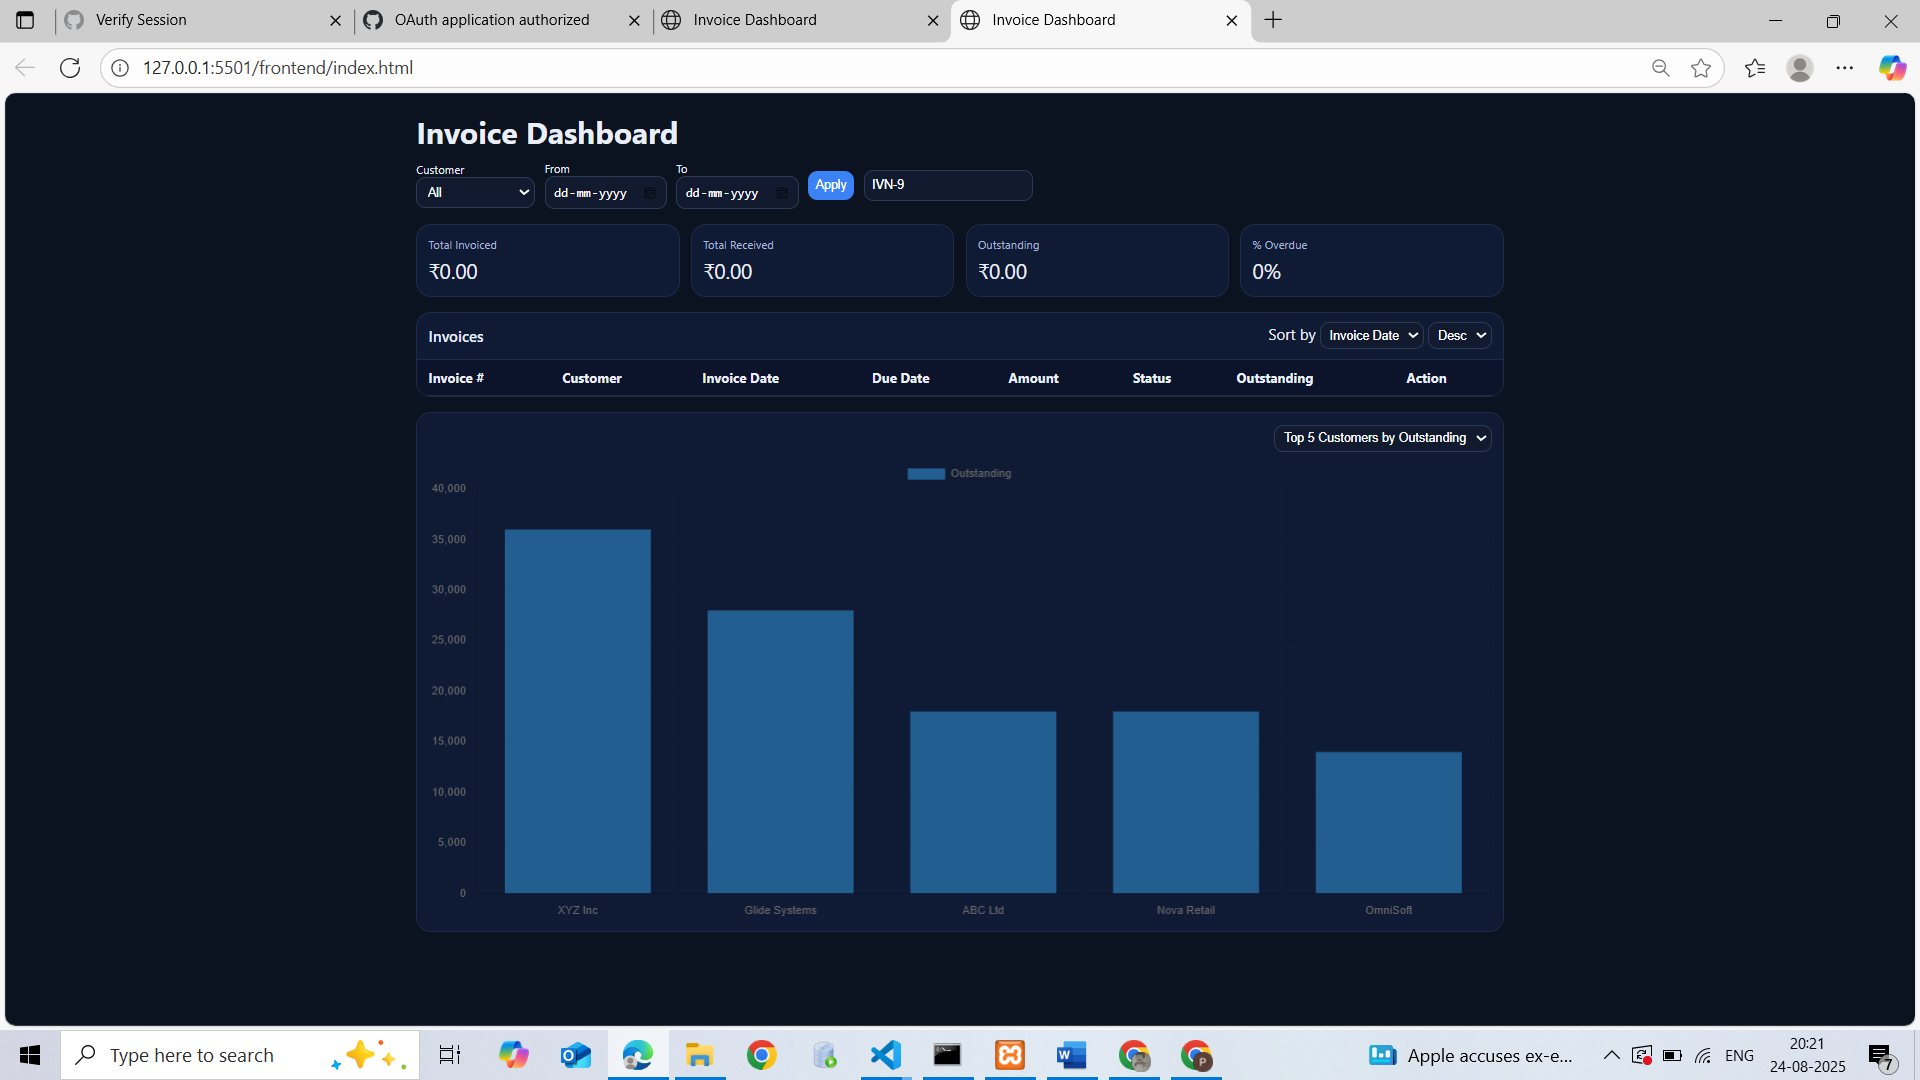 Verify Session
OAuth application authorized
Invoice Dashboard
Invoice Dashboard
127.0.0.1:5501/frontend/index.html
Invoice Dashboard
Customer
From
To
All
dd-mm-yyyy
dd-mm-yyyy
Apply
IVN-9
Total Invoiced
₹0.00
Total Received
₹0.00
Outstanding
₹0.00
% Overdue
0%
Invoices
Sort by
Invoice Date
Desc
Invoice #
Customer
Invoice Date
Due Date
Amount
Status
Outstanding
Action
Top 5 Customers by Outstanding
Outstanding
40,000
35,000
30,000
25,000
20,000
15,000
10,000
5,000
0
XYZ Inc
Glide Systems
ABC Ltd
Nova Retail
OmniSoft
Type here to search
Apple accuses ex-e...
ENG
20:21
24-08-2025
7